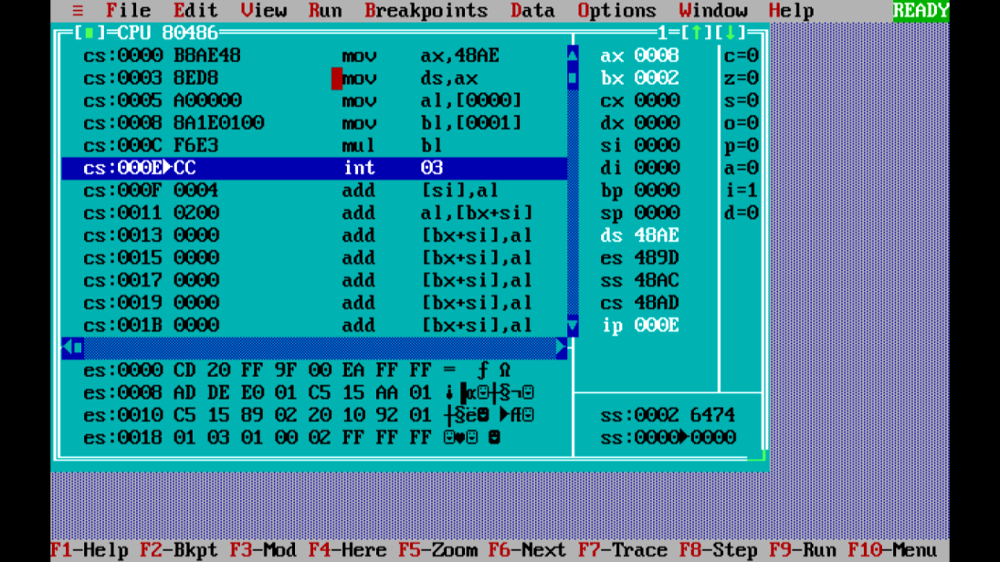 ≡ File Edit View Run Breakpoints Data Options Window Help READY
[■]=CPU 80486 1=[↑][↓]
cs:0000 B8AE48 mov ax,48AE ax 0008 c=0
cs:0003 8ED8 mov ds,ax bx 0002 z=0
cs:0005 A00000 mov al,[0000] cx 0000 s=0
cs:0008 8A1E0100 mov bl,[0001] dx 0000 o=0
cs:000C F6E3 mul bl si 0000 p=0
cs:000E►CC int 03 di 0000 a=0
cs:000F 0004 add [si],al bp 0000 i=1
cs:0011 0200 add al,[bx+si] sp 0000 d=0
cs:0013 0000 add [bx+si],al ds 48AE
cs:0015 0000 add [bx+si],al es 489D
cs:0017 0000 add [bx+si],al ss 48AC
cs:0019 0000 add [bx+si],al cs 48AD
cs:001B 0000 add [bx+si],al ip 000E
es:0000 CD 20 FF 9F 00 EA FF FF = ƒ Ω
es:0008 AD DE E0 01 C5 15 AA 01 ¡▐α☺┼§¬☺ ss:0002 6474
es:0010 C5 15 89 02 20 10 92 01 ┼§ë☻ ►Æ☺ ss:0000►0000
es:0018 01 03 01 00 02 FF FF FF ☺♥☺ ☻
F1-Help F2-Bkpt F3-Mod F4-Here F5-Zoom F6-Next F7-Trace F8-Step F9-Run F10-Menu